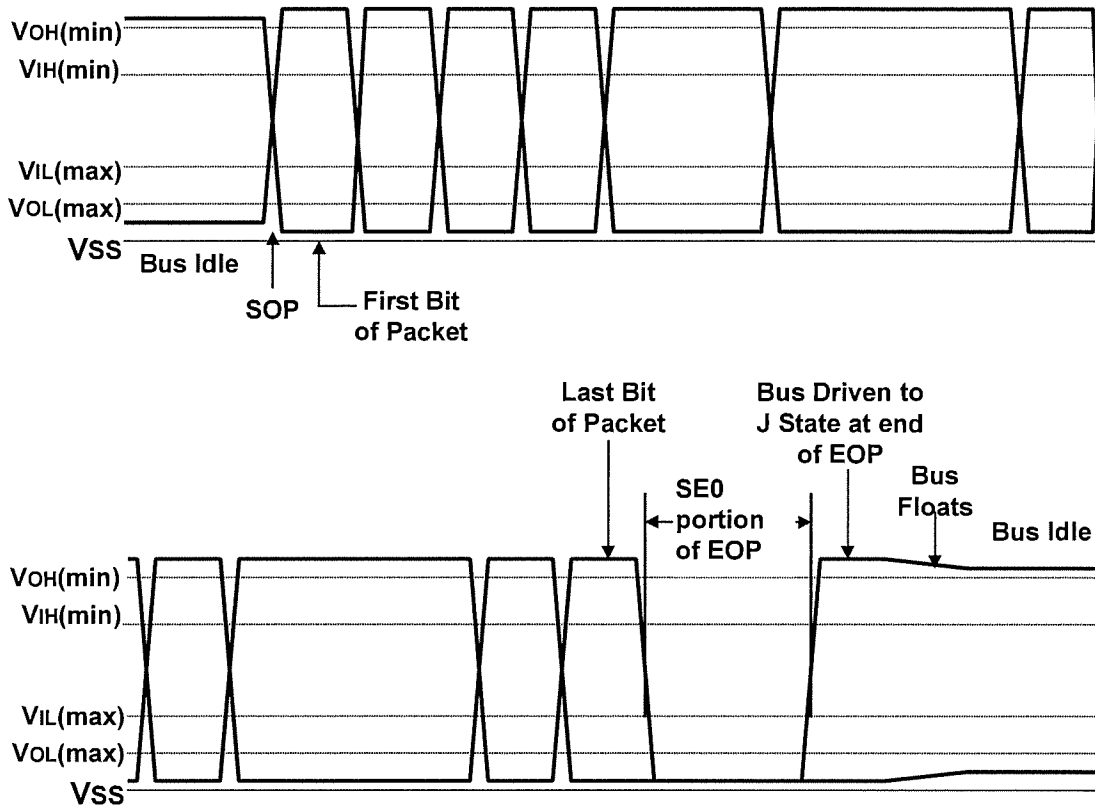 VOH(min)
VIH(min)
VIL(max)
VOL(max)
VSS
Bus Idle
SOP
First Bit
of Packet
Last Bit
of Packet
Bus Driven to
J State at end
of EOP
SE0
portion
of EOP
Bus
Floats
Bus Idle
VOH(min)
VIH(min)
VIL(max)
VOL(max)
VSS